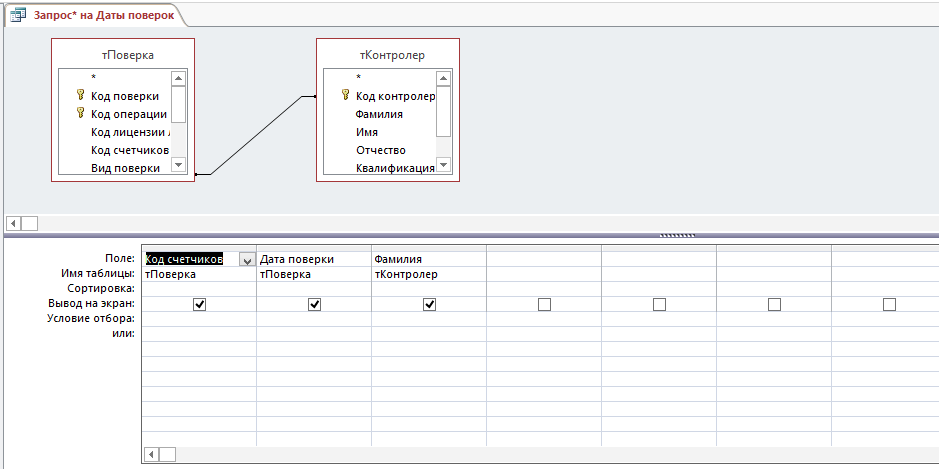 Запрос* на Даты поверок
тПоверка
*
Код поверки
Код операции
Код лицензии
Код счетчиков
Вид поверки
тКонтролер
*
Код контролер
Фамилия
Имя
Отчество
Квалификация
Поле: Код счетчиков Дата поверки Фамилия
Имя таблицы: тПоверка тПоверка тКонтролер
Сортировка:
Вывод на экран:
Условие отбора:
или: